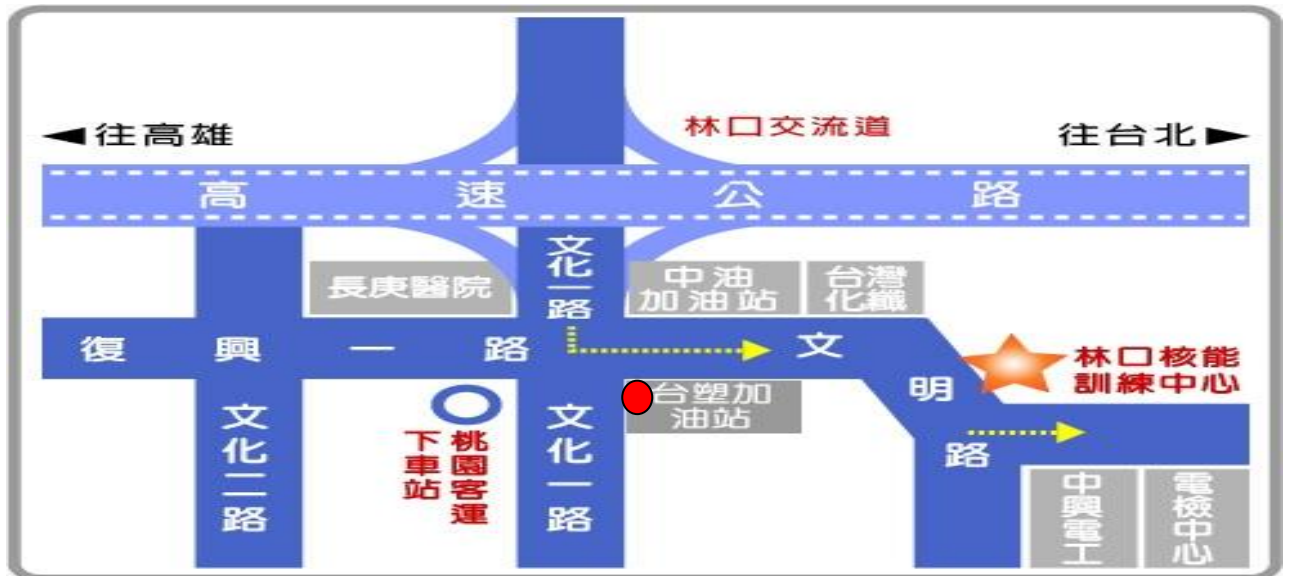 林口交流道
◄往高雄
往台北►
高速公路
文化一路
長庚醫院
中油
加油站
台灣
化纖
復興一路
文明路
林口核能
訓練中心
台塑加
油站
文化二路
桃園客運
下車站
文化一路
中興電工
電檢中心